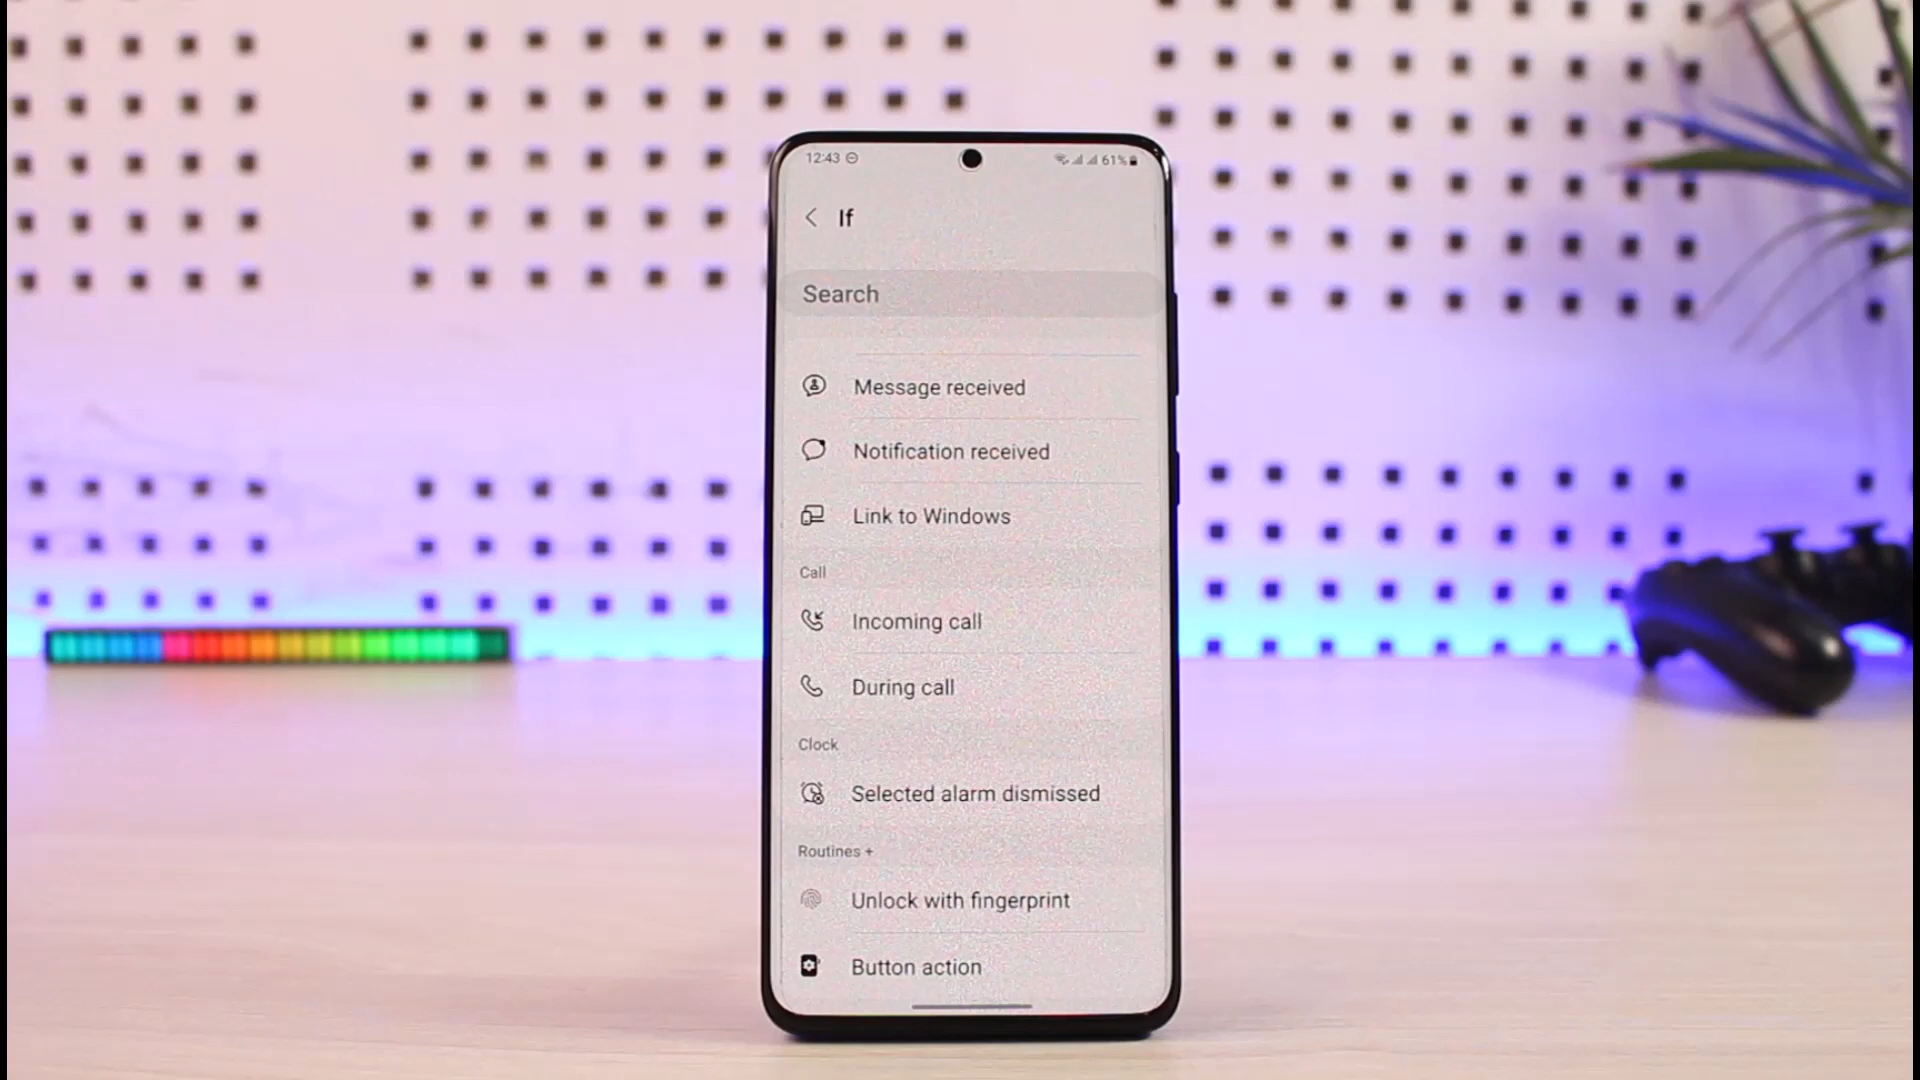 12:43
61%
If
Search
Message received
Notification received
Link to Windows
Call
Incoming call
During call
Clock
Selected alarm dismissed
Routines +
Unlock with fingerprint
Button action